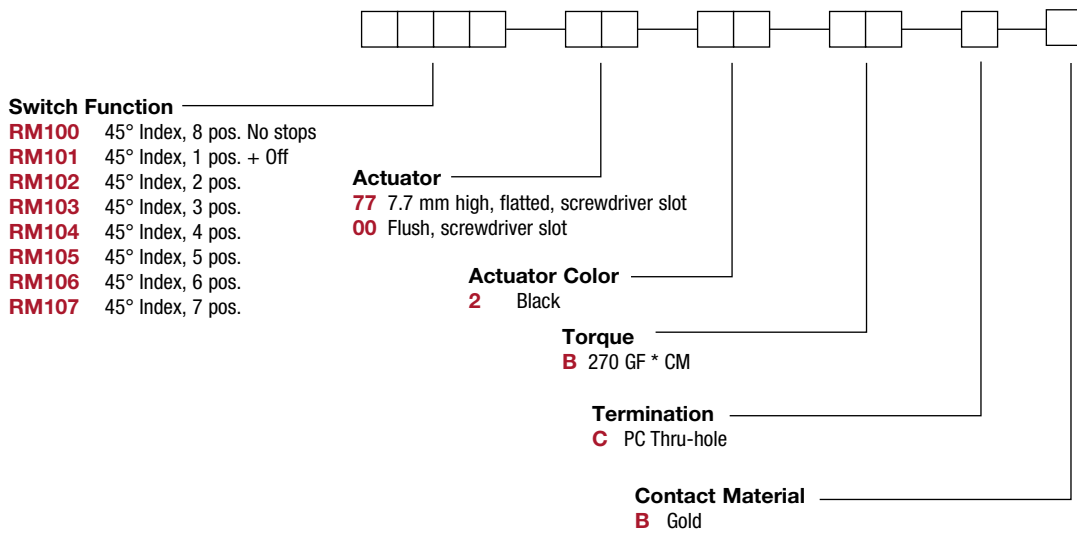 Switch Function
RM100 45° Index, 8 pos. No stops
RM101 45° Index, 1 pos. + Off
RM102 45° Index, 2 pos.
RM103 45° Index, 3 pos.
RM104 45° Index, 4 pos.
RM105 45° Index, 5 pos.
RM106 45° Index, 6 pos.
RM107 45° Index, 7 pos.
Actuator
77 7.7 mm high, flatted, screwdriver slot
00 Flush, screwdriver slot
Actuator Color
2 Black
Torque
B 270 GF * CM
Termination
C PC Thru-hole
Contact Material
B Gold